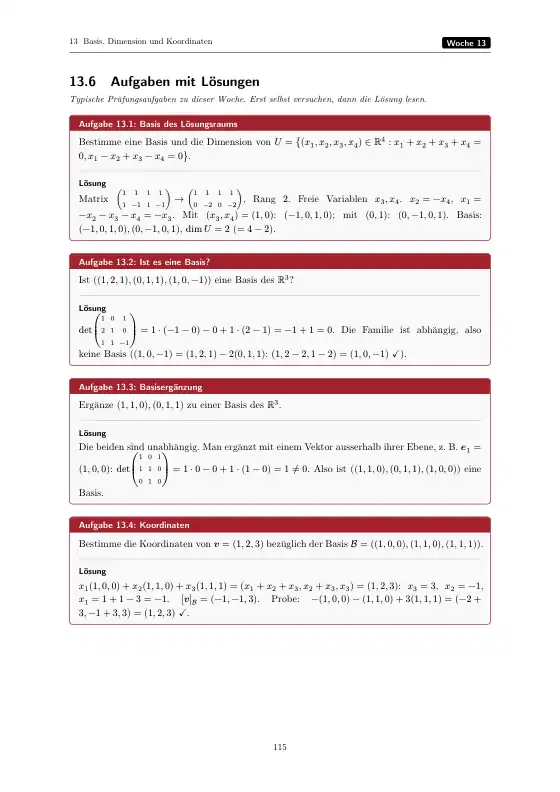 13 Basis, Dimension und Koordinaten
Woche 13
13.6 Aufgaben mit Lösungen
Typische Prüfungsaufgaben zu dieser Woche. Erst selbst versuchen, dann die Lösung lesen.
Aufgabe 13.1: Basis des Lösungsraums
Bestimme eine Basis und die Dimension von U = {(x₁, x₂, x₃, x₄) ∈ ℝ⁴ : x₁ + x₂ + x₃ + x₄ =
0, x₁ − x₂ + x₃ − x₄ = 0}.
Lösung
Matrix (1 1 1 1; 1 −1 1 −1) → (1 1 1 1; 0 −2 0 −2), Rang 2. Freie Variablen x₃, x₄. x₂ = −x₄, x₁ =
−x₂ − x₃ − x₄ = −x₃. Mit (x₃, x₄) = (1, 0): (−1, 0, 1, 0); mit (0, 1): (0, −1, 0, 1). Basis:
(−1, 0, 1, 0), (0, −1, 0, 1), dim U = 2 (= 4 − 2).
Aufgabe 13.2: Ist es eine Basis?
Ist ((1, 2, 1), (0, 1, 1), (1, 0, −1)) eine Basis des ℝ³?
Lösung
det(1 0 1; 2 1 0; 1 1 −1) = 1 · (−1 − 0) − 0 + 1 · (2 − 1) = −1 + 1 = 0. Die Familie ist abhängig, also
keine Basis ((1, 0, −1) = (1, 2, 1) − 2(0, 1, 1): (1, 2 − 2, 1 − 2) = (1, 0, −1) ✓).
Aufgabe 13.3: Basisergänzung
Ergänze (1, 1, 0), (0, 1, 1) zu einer Basis des ℝ³.
Lösung
Die beiden sind unabhängig. Man ergänzt mit einem Vektor ausserhalb ihrer Ebene, z. B. e₁ =
(1, 0, 0): det(1 0 1; 1 1 0; 0 1 0) = 1 · 0 − 0 + 1 · (1 − 0) = 1 ≠ 0. Also ist ((1, 1, 0), (0, 1, 1), (1, 0, 0)) eine
Basis.
Aufgabe 13.4: Koordinaten
Bestimme die Koordinaten von v = (1, 2, 3) bezüglich der Basis ℬ = ((1, 0, 0), (1, 1, 0), (1, 1, 1)).
Lösung
x₁(1, 0, 0) + x₂(1, 1, 0) + x₃(1, 1, 1) = (x₁ + x₂ + x₃, x₂ + x₃, x₃) = (1, 2, 3): x₃ = 3, x₂ = −1,
x₁ = 1 + 1 − 3 = −1. [v]ℬ = (−1, −1, 3). Probe: −(1, 0, 0) − (1, 1, 0) + 3(1, 1, 1) = (−2 +
3, −1 + 3, 3) = (1, 2, 3) ✓.
115